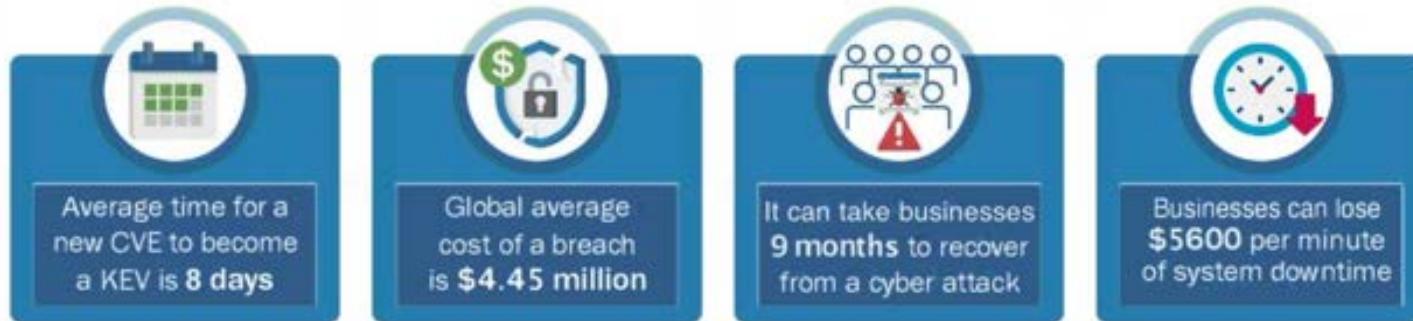 Average time for a
new CVE to become
a KEV is 8 days
Global average
cost of a breach
is $4.45 million
It can take businesses
9 months to recover
from a cyber attack
Businesses can lose
$5600 per minute
of system downtime